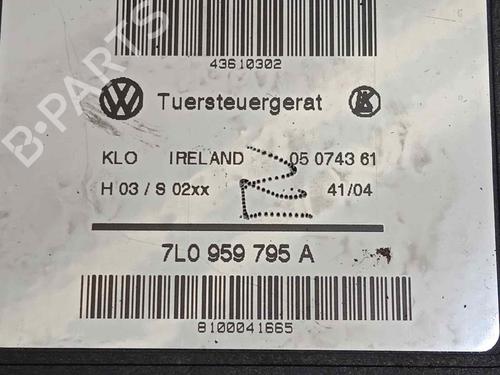 43610302
Tuersteuergerat
KLO IRELAND 05 0743 61
H 03 / S 02xx 41/04
7L0 959 795 A
8100041665
B-PARTS